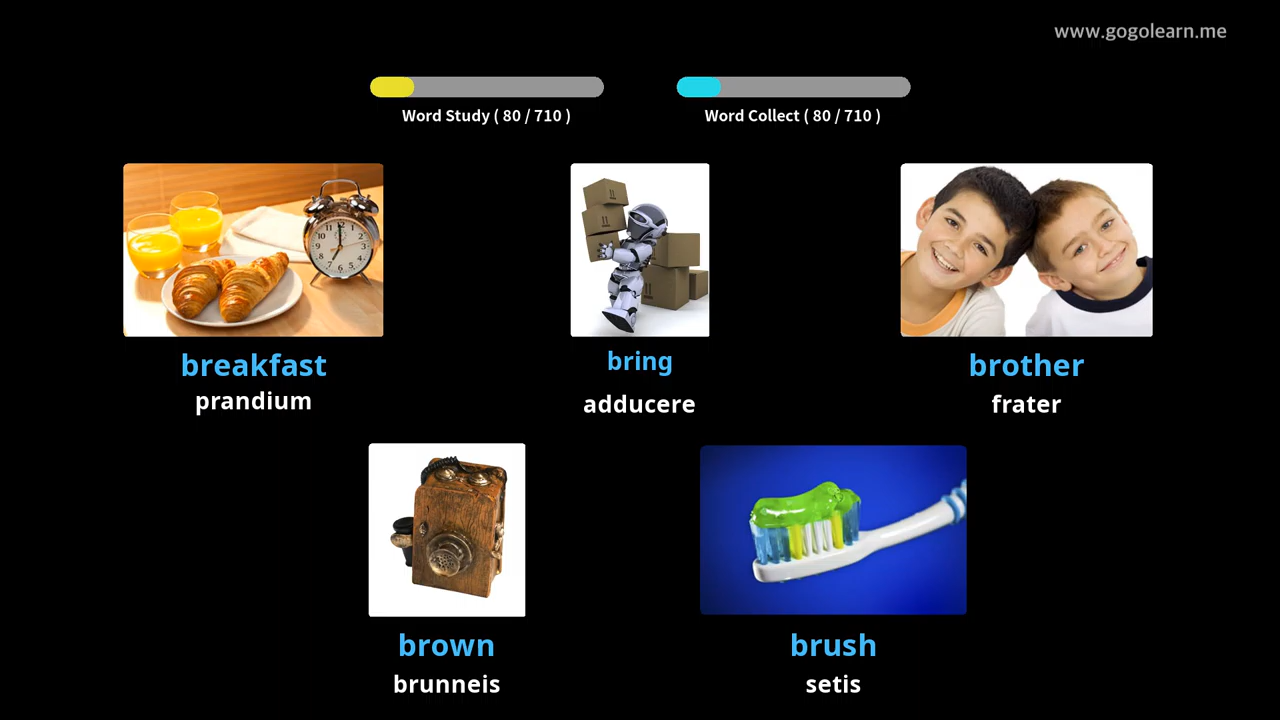 www.gogolearn.me
Word Study ( 80 / 710 )
Word Collect ( 80 / 710 )
breakfast
prandium
bring
adducere
brother
frater
brown
brunneis
brush
setis